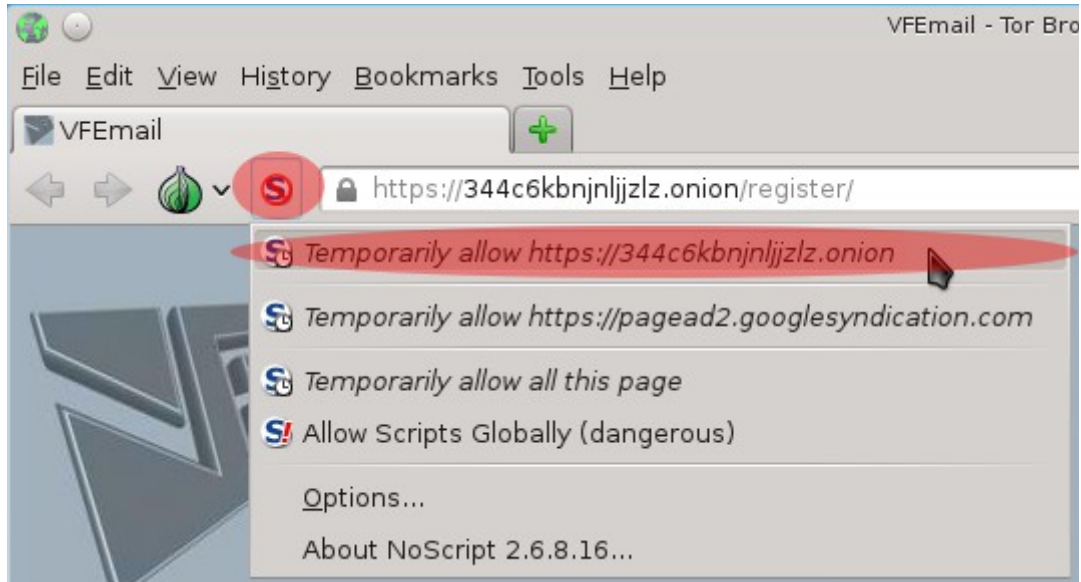 VFEmail - Tor Bro
File Edit View History Bookmarks Tools Help
VFEmail
https://344c6kbnjnljjzlz.onion/register/
Temporarily allow https://344c6kbnjnljjzlz.onion
Temporarily allow https://pagead2.googlesyndication.com
Temporarily allow all this page
Allow Scripts Globally (dangerous)
Options...
About NoScript 2.6.8.16...